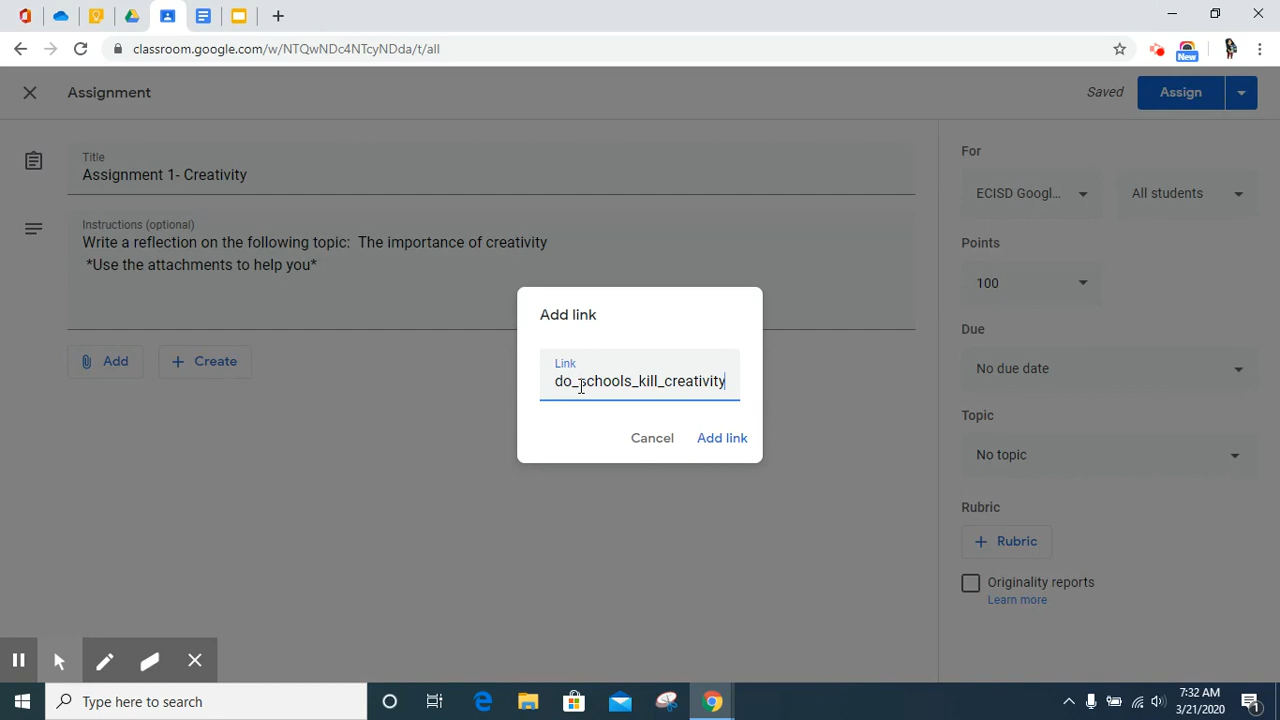 classroom.google.com/w/NTQwNDc4NTcyNDda/t/all
New
Assignment
Saved
Assign
Title
Assignment 1- Creativity
Instructions (optional)
Write a reflection on the following topic:  The importance of creativity
*Use the attachments to help you*
Add
Create
Add link
Link
do_schools_kill_creativity
Cancel
Add link
For
ECISD Googl...
All students
Points
100
Due
No due date
Topic
No topic
Rubric
Rubric
Originality reports
Learn more
Type here to search
7:32 AM
3/21/2020
1